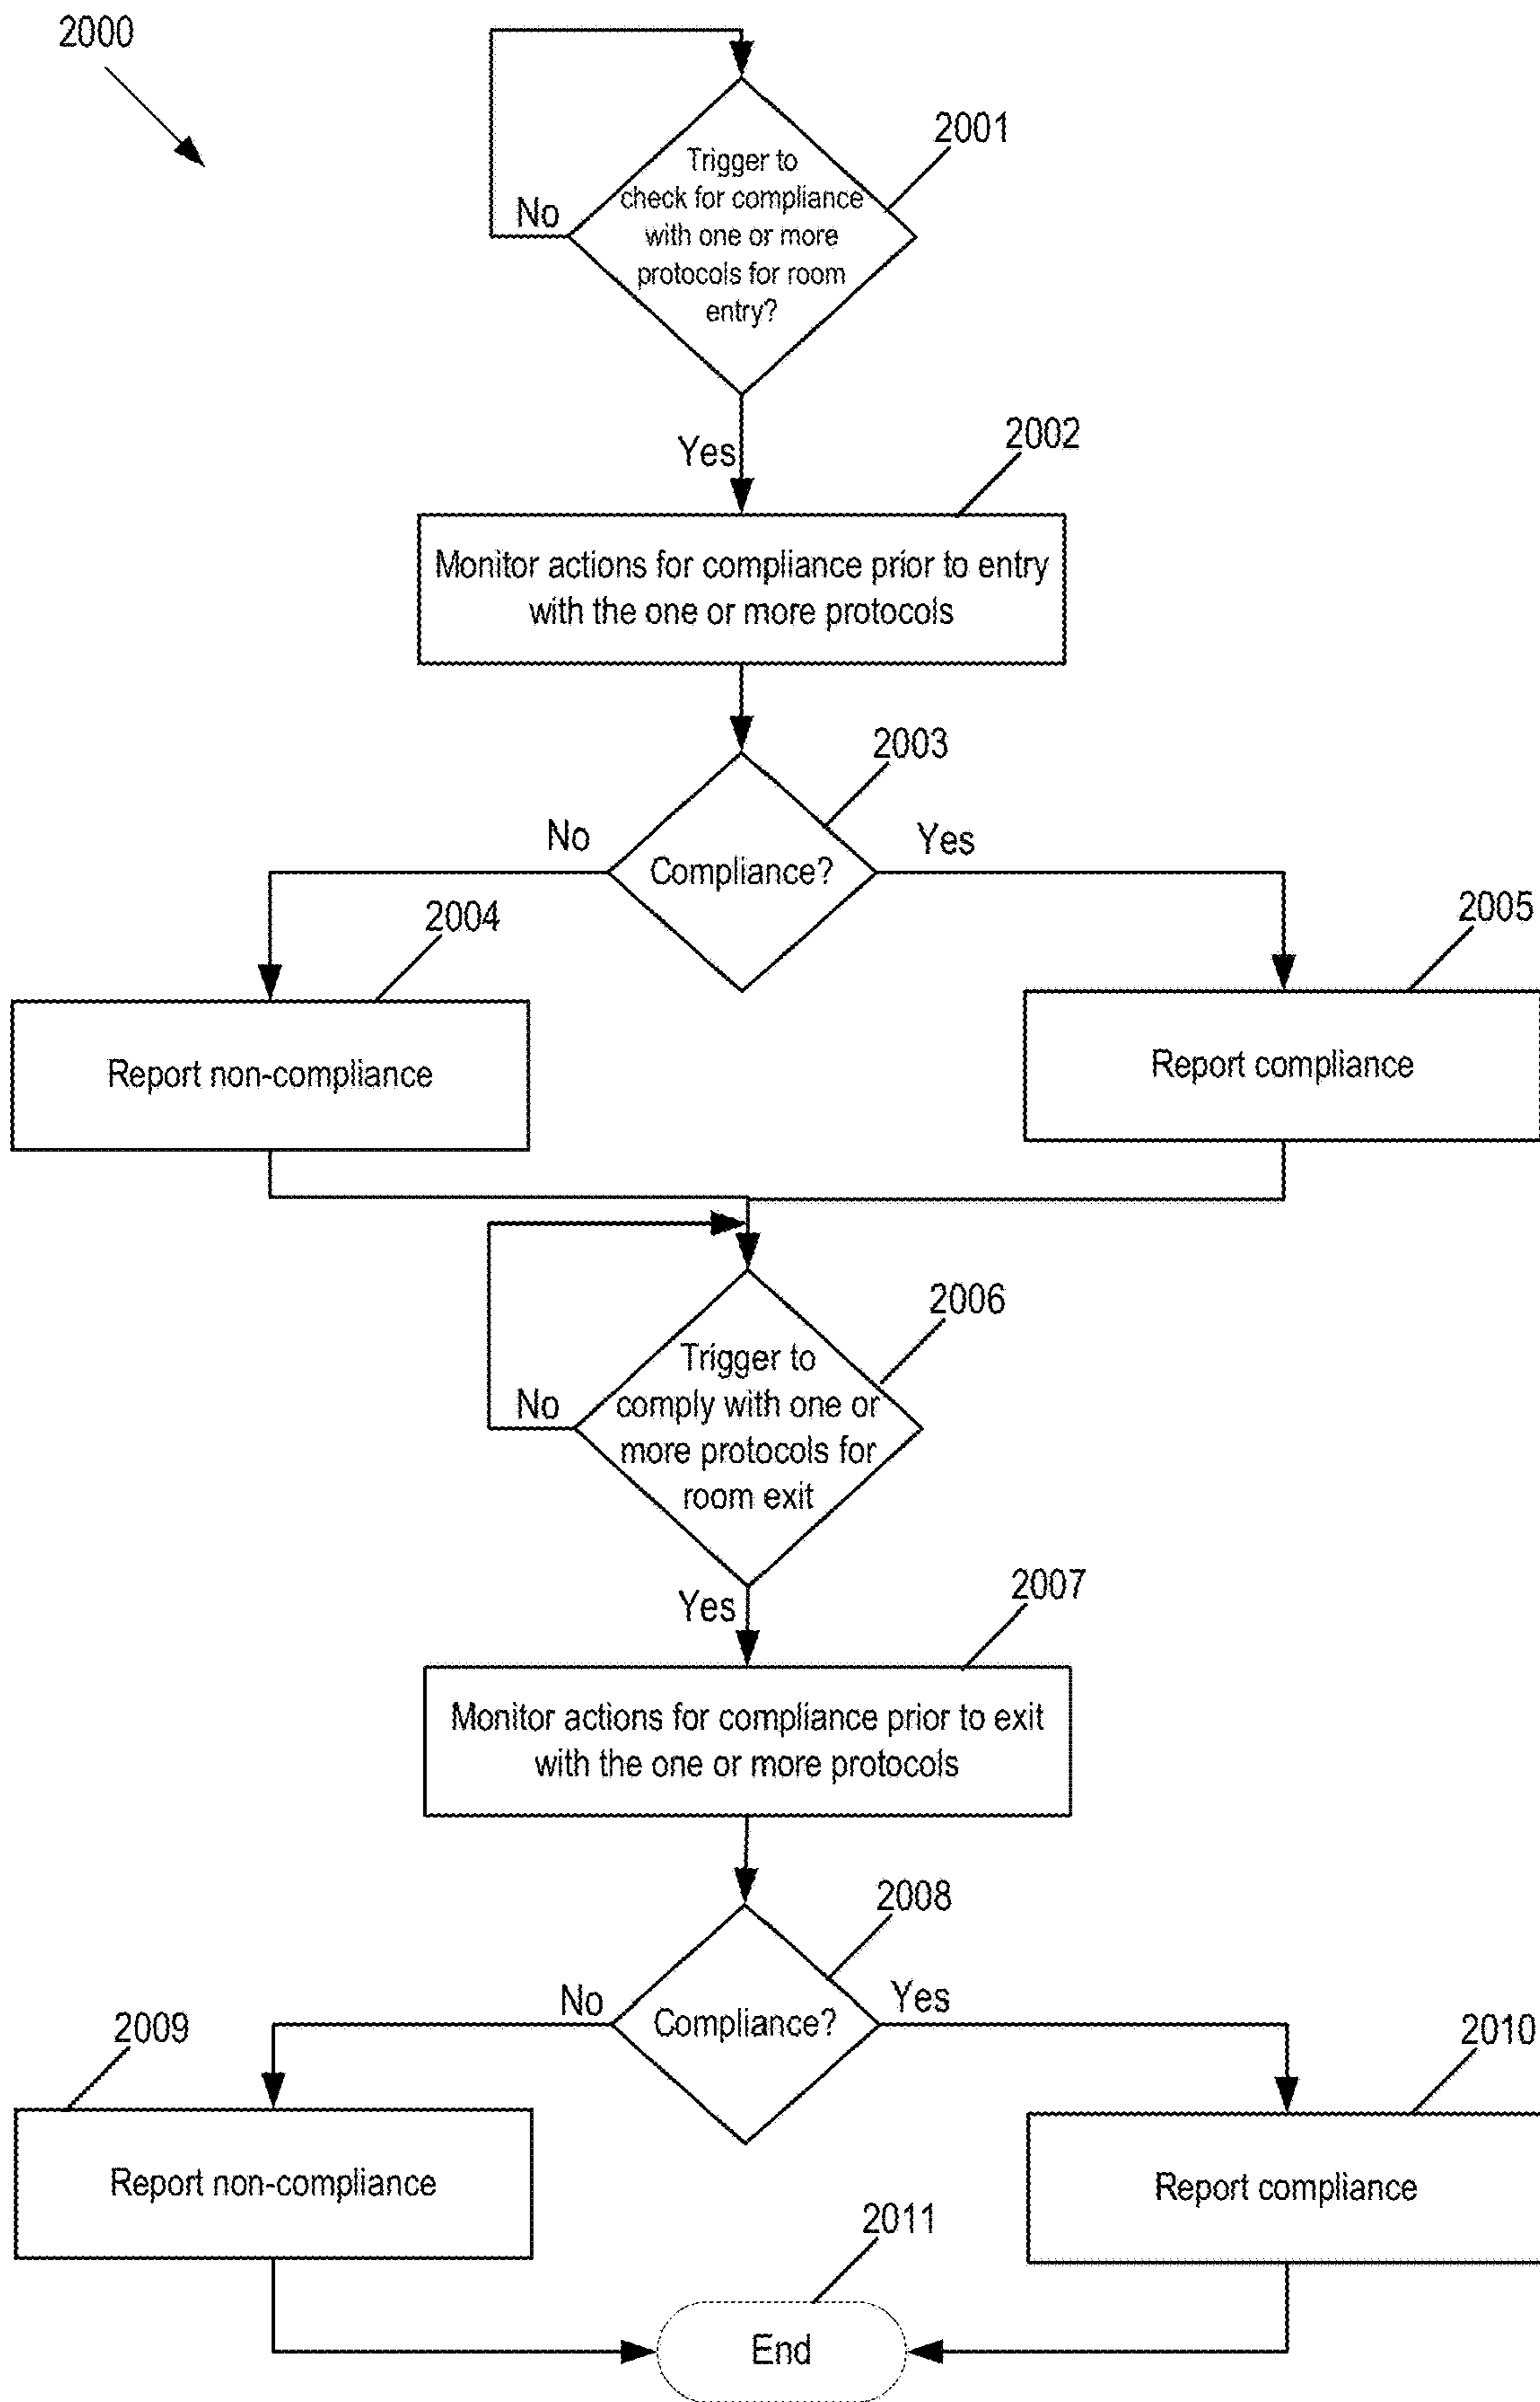 2000
2001
Trigger to
check for compliance
with one or more
protocols for room
entry?
No
Yes
2002
Monitor actions for compliance prior to entry
with the one or more protocols
2003
No
Yes
Compliance?
2004
2005
Report non-compliance
Report compliance
2006
Trigger to
comply with one or
more protocols for
room exit
No
Yes
2007
Monitor actions for compliance prior to exit
with the one or more protocols
2008
No
Yes
Compliance?
2009
2010
Report non-compliance
Report compliance
2011
End